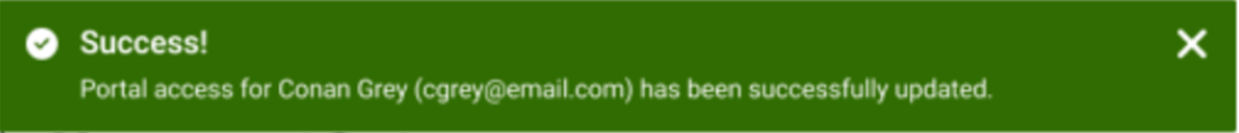 Success!
Portal access for Conan Grey (cgrey@email.com) has been successfully updated.